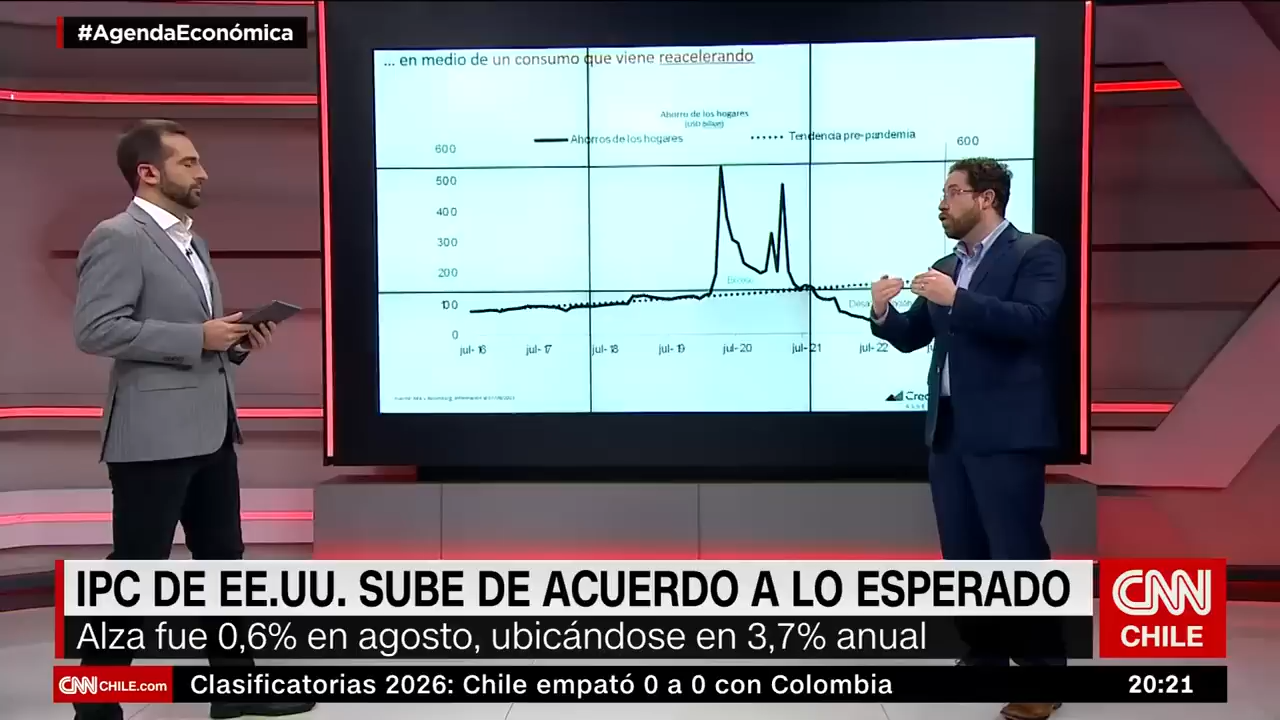 #AgendaEconómica
... en medio de un consumo que viene reacelerando
Ahorro de los hogares
(USD billion)
Ahorros de los hogares
Tendencia pre-pandemia
600
600
500
400
300
200
100
0
Exceso
jul-16 jul-17 jul-18 jul-19 jul-20 jul-21 jul-22
IPC DE EE.UU. SUBE DE ACUERDO A LO ESPERADO
Alza fue 0,6% en agosto, ubicándose en 3,7% anual
CNN
CHILE
CNNCHILE.com
Clasificatorias 2026: Chile empató 0 a 0 con Colombia
20:21